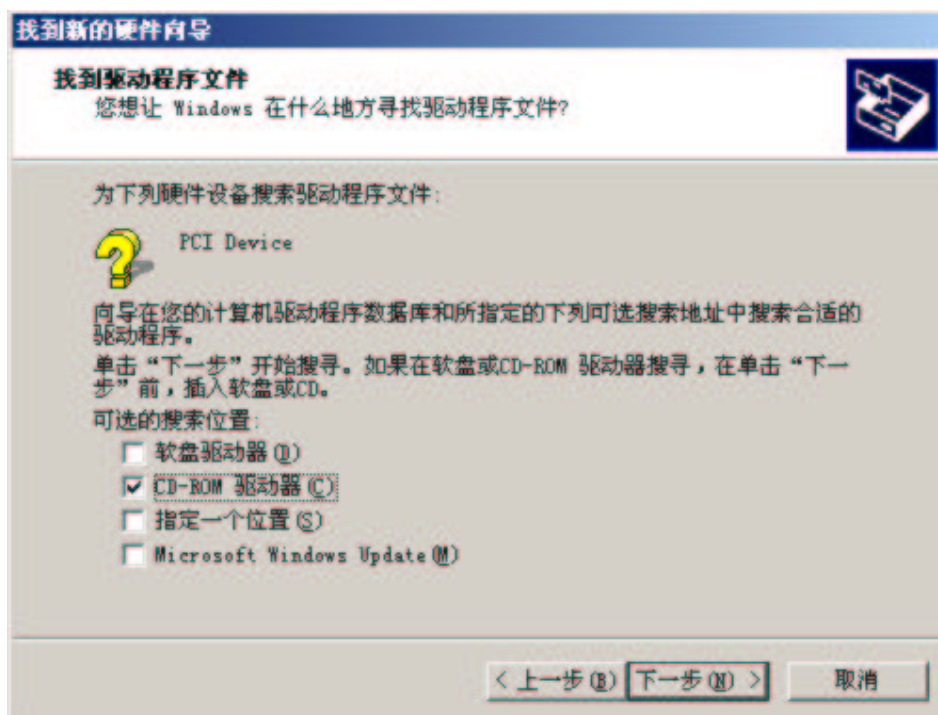 找到新的硬件向导
找到驱动程序文件
您想让 Windows 在什么地方寻找驱动程序文件?
为下列硬件设备搜索驱动程序文件:
PCI Device
向导在您的计算机驱动程序数据库和所指定的下列可选搜索地址中搜索合适的
驱动程序。
单击“下一步”开始搜寻。如果在软盘或CD-ROM 驱动器搜寻，在单击“下一
步”前，插入软盘或CD。
可选的搜索位置:
软盘驱动器(D)
CD-ROM 驱动器(C)
指定一个位置(S)
Microsoft Windows Update(M)
< 上一步(B) 下一步(N) > 取消